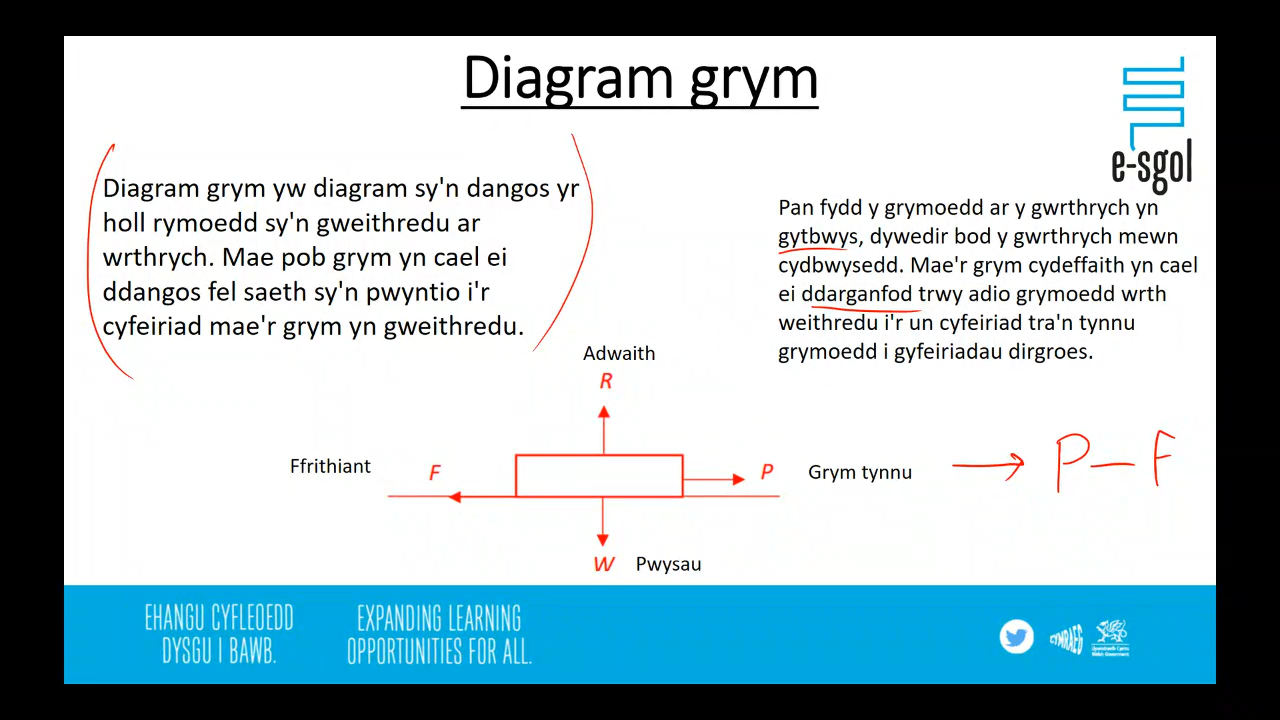 Diagram grym
e-sgol
Diagram grym yw diagram sy'n dangos yr
holl rymoedd sy'n gweithredu ar
wrthrych. Mae pob grym yn cael ei
ddangos fel saeth sy'n pwyntio i'r
cyfeiriad mae'r grym yn gweithredu.
Pan fydd y grymoedd ar y gwrthrych yn
gytbwys, dywedir bod y gwrthrych mewn
cydbwysedd. Mae'r grym cydeffaith yn cael
ei ddarganfod trwy adio grymoedd wrth
weithredu i'r un cyfeiriad tra'n tynnu
grymoedd i gyfeiriadau dirgroes.
Adwaith
R
Ffrithiant
F
P
Grym tynnu
→ P – F
W
Pwysau
EHANGU CYFLEOEDD
DYSGU I BAWB.
EXPANDING LEARNING
OPPORTUNITIES FOR ALL.
CYMRAEG
Llywodraeth Cymru
Welsh Government